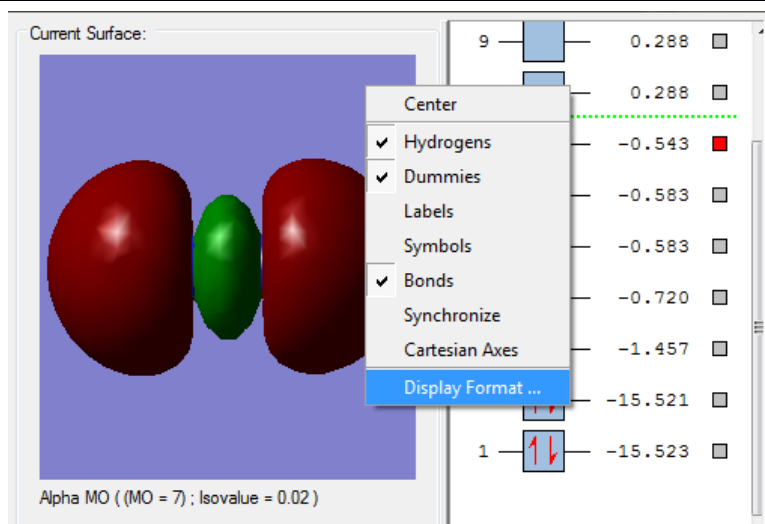 Current Surface:
9 0.288
0.288
Center
Hydrogens -0.543
Dummies -0.583
Labels
Symbols -0.583
Bonds -0.720
Synchronize
Cartesian Axes -1.457
Display Format ... -15.521
1 -15.523
Alpha MO ( (MO = 7) ; Isovalue = 0.02 )